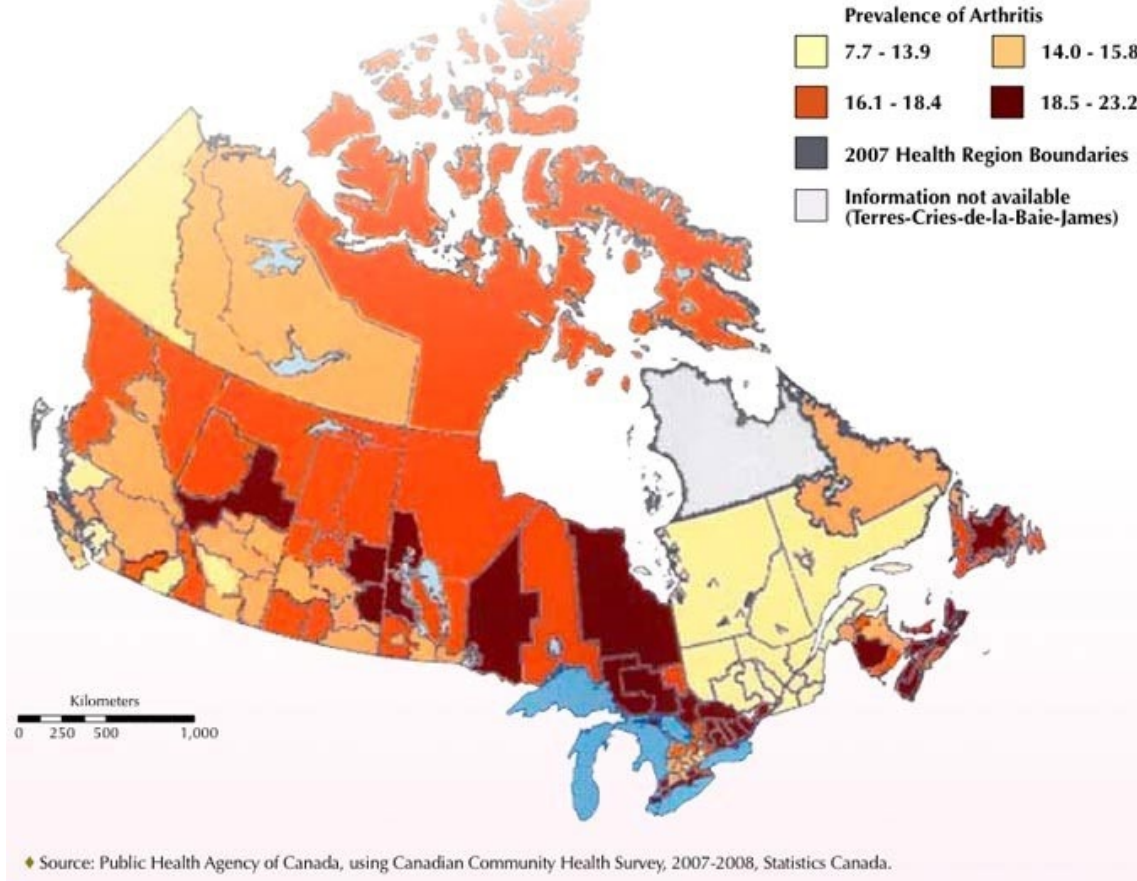 Prevalence of Arthritis
7.7 - 13.9
14.0 - 15.8
16.1 - 18.4
18.5 - 23.2
2007 Health Region Boundaries
Information not available
(Terres-Cries-de-la-Baie-James)
Kilometers
0 250 500 1,000
♦ Source: Public Health Agency of Canada, using Canadian Community Health Survey, 2007-2008, Statistics Canada.